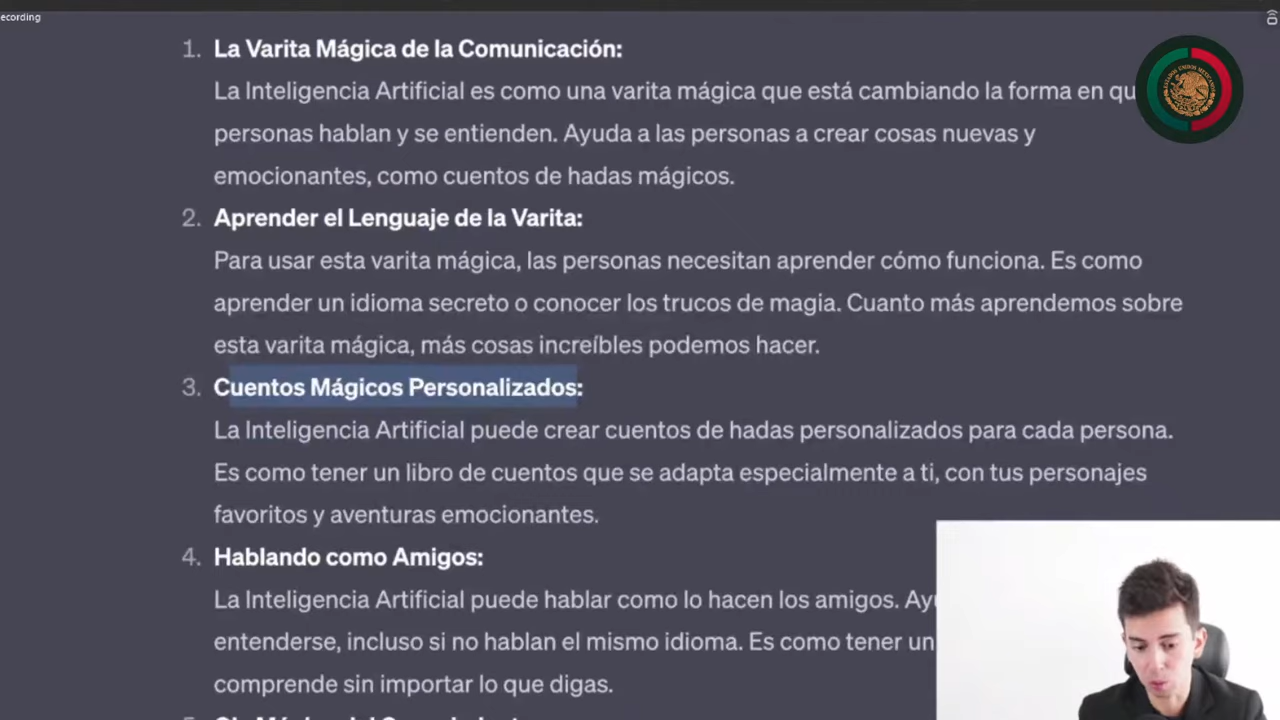 ecording
1. La Varita Mágica de la Comunicación:
La Inteligencia Artificial es como una varita mágica que está cambiando la forma en qu
personas hablan y se entienden. Ayuda a las personas a crear cosas nuevas y
emocionantes, como cuentos de hadas mágicos.
2. Aprender el Lenguaje de la Varita:
Para usar esta varita mágica, las personas necesitan aprender cómo funciona. Es como
aprender un idioma secreto o conocer los trucos de magia. Cuanto más aprendemos sobre
esta varita mágica, más cosas increíbles podemos hacer.
3. Cuentos Mágicos Personalizados:
La Inteligencia Artificial puede crear cuentos de hadas personalizados para cada persona.
Es como tener un libro de cuentos que se adapta especialmente a ti, con tus personajes
favoritos y aventuras emocionantes.
4. Hablando como Amigos:
La Inteligencia Artificial puede hablar como lo hacen los amigos. Ay
entenderse, incluso si no hablan el mismo idioma. Es como tener un
comprende sin importar lo que digas.
ESTADOS UNIDOS MEXICANOS